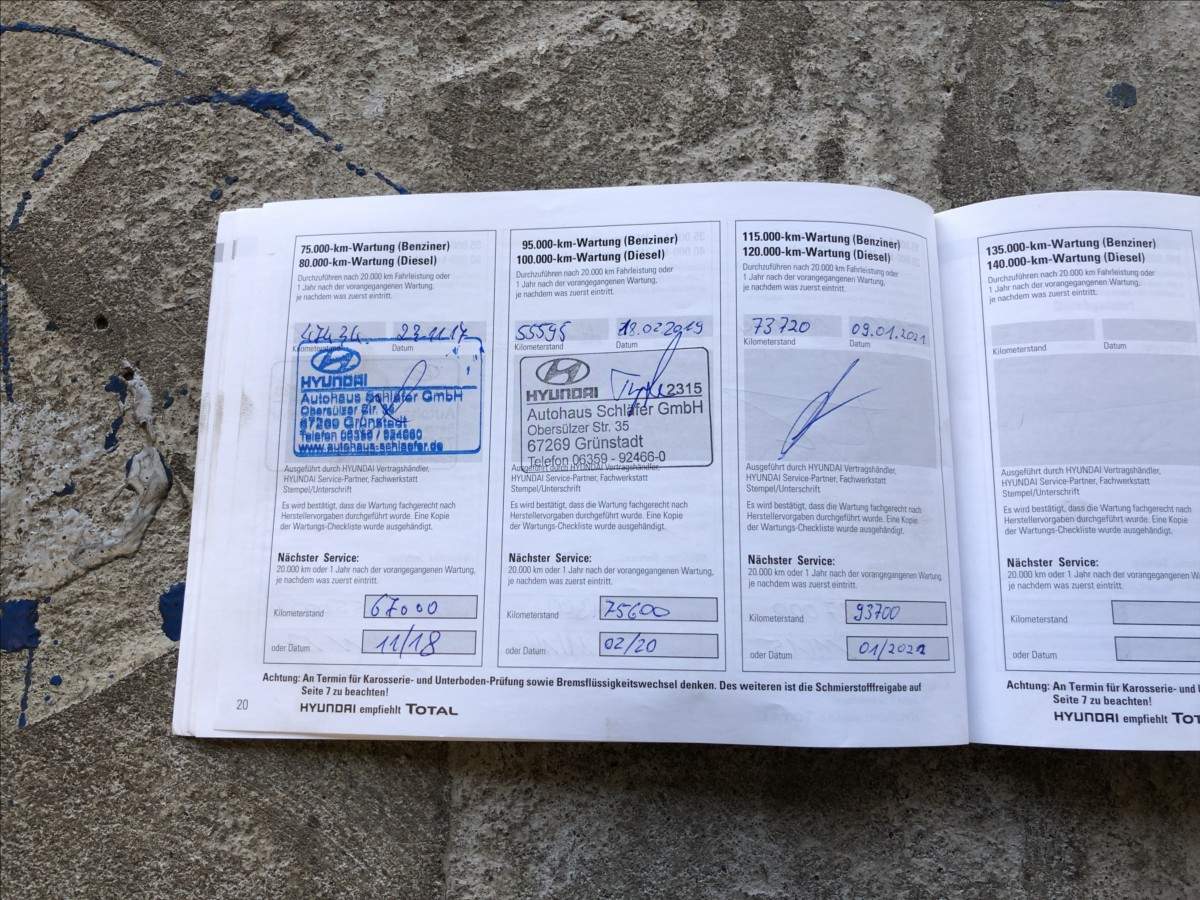 75.000-km-Wartung (Benziner)
80.000-km-Wartung (Diesel)
Durchzuführen nach 20.000 km Fahrleistung oder
1 Jahr nach der vorangegangenen Wartung,
je nachdem was zuerst eintritt.
47434 23.11.17
Kilometerstand Datum
HYUNDAI
Autohaus Schläfer GmbH
Obersülzer Str.
67269 Grünstadt
Telefon 06359 / 924660
www.autohaus-schlaefer.de
Ausgeführt durch HYUNDAI Vertragshändler,
HYUNDAI Service-Partner, Fachwerkstatt
Stempel/Unterschrift
Es wird bestätigt, dass die Wartung fachgerecht nach
Herstellervorgaben durchgeführt wurde. Eine Kopie
der Wartungs-Checkliste wurde ausgehändigt.
Nächster Service:
20.000 km oder 1 Jahr nach der vorangegangenen Wartung,
je nachdem was zuerst eintritt.
Kilometerstand 67000
oder Datum 11/18
95.000-km-Wartung (Benziner)
100.000-km-Wartung (Diesel)
Durchzuführen nach 20.000 km Fahrleistung oder
1 Jahr nach der vorangegangenen Wartung,
je nachdem was zuerst eintritt.
55595 18.02.2019
Kilometerstand Datum
HYUNDAI 2315
Autohaus Schläfer GmbH
Obersülzer Str. 35
67269 Grünstadt
Telefon 06359 - 92466-0
Ausgeführt durch HYUNDAI Vertragshändler,
HYUNDAI Service-Partner, Fachwerkstatt
Stempel/Unterschrift
Es wird bestätigt, dass die Wartung fachgerecht nach
Herstellervorgaben durchgeführt wurde. Eine Kopie
der Wartungs-Checkliste wurde ausgehändigt.
Nächster Service:
20.000 km oder 1 Jahr nach der vorangegangenen Wartung,
je nachdem was zuerst eintritt.
Kilometerstand 75600
oder Datum 02/20
115.000-km-Wartung (Benziner)
120.000-km-Wartung (Diesel)
Durchzuführen nach 20.000 km Fahrleistung oder
1 Jahr nach der vorangegangenen Wartung,
je nachdem was zuerst eintritt.
73720 09.01.2021
Kilometerstand Datum
Ausgeführt durch HYUNDAI Vertragshändler,
HYUNDAI Service-Partner, Fachwerkstatt
Stempel/Unterschrift
Es wird bestätigt, dass die Wartung fachgerecht nach
Herstellervorgaben durchgeführt wurde. Eine Kopie
der Wartungs-Checkliste wurde ausgehändigt.
Nächster Service:
20.000 km oder 1 Jahr nach der vorangegangenen Wartung,
je nachdem was zuerst eintritt.
Kilometerstand 93700
oder Datum 01/2022
Achtung: An Termin für Karosserie- und Unterboden-Prüfung sowie Bremsflüssigkeitswechsel denken. Des weiteren ist die Schmierstofffreigabe auf
Seite 7 zu beachten!
20 HYUNDAI empfiehlt TOTAL
135.000-km-Wartung (Benziner)
140.000-km-Wartung (Diesel)
Durchzuführen nach 20.000 km Fahrleistung oder
1 Jahr nach der vorangegangenen Wartung,
je nachdem was zuerst eintritt.
Kilometerstand Datum
Ausgeführt durch HYUNDAI Vertragshändler,
HYUNDAI Service-Partner, Fachwerkstatt
Stempel/Unterschrift
Es wird bestätigt, dass die Wartung fachgerecht nach
Herstellervorgaben durchgeführt wurde. Eine Kopie
der Wartungs-Checkliste wurde ausgehändigt.
Nächster Service:
20.000 km oder 1 Jahr nach der vorangegangenen W
je nachdem was zuerst eintritt.
Kilometerstand
oder Datum
Achtung: An Termin für Karosserie- und U
Seite 7 zu beachten!
HYUNDAI empfiehlt TOT